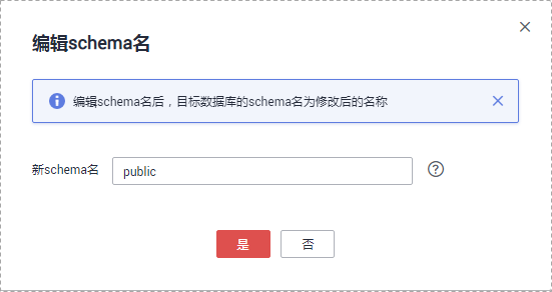 编辑schema名
编辑schema名后，目标数据库的schema名为修改后的名称
新schema名
public
是
否